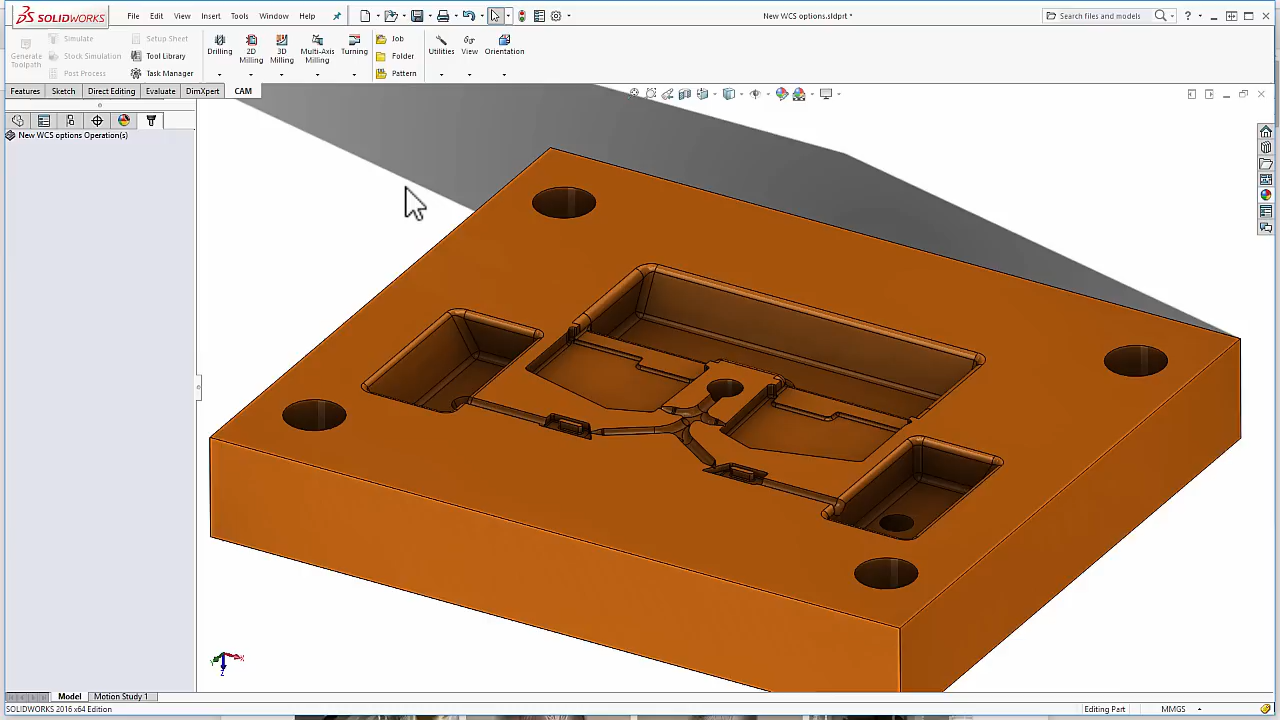 SOLIDWORKS File Edit View Insert Tools Window Help New WCS options.sldprt * Search files and models ?
Generate Toolpath
Simulate
Stock Simulation
Post Process
Setup Sheet
Tool Library
Task Manager
Drilling
2D Milling
3D Milling
Multi-Axis Milling
Turning
Job
Folder
Pattern
Utilities
View
Orientation
Features Sketch Direct Editing Evaluate DimXpert CAM
New WCS options Operation(s)
Y X
Z
Model Motion Study 1
SOLIDWORKS 2016 x64 Edition Editing Part MMGS